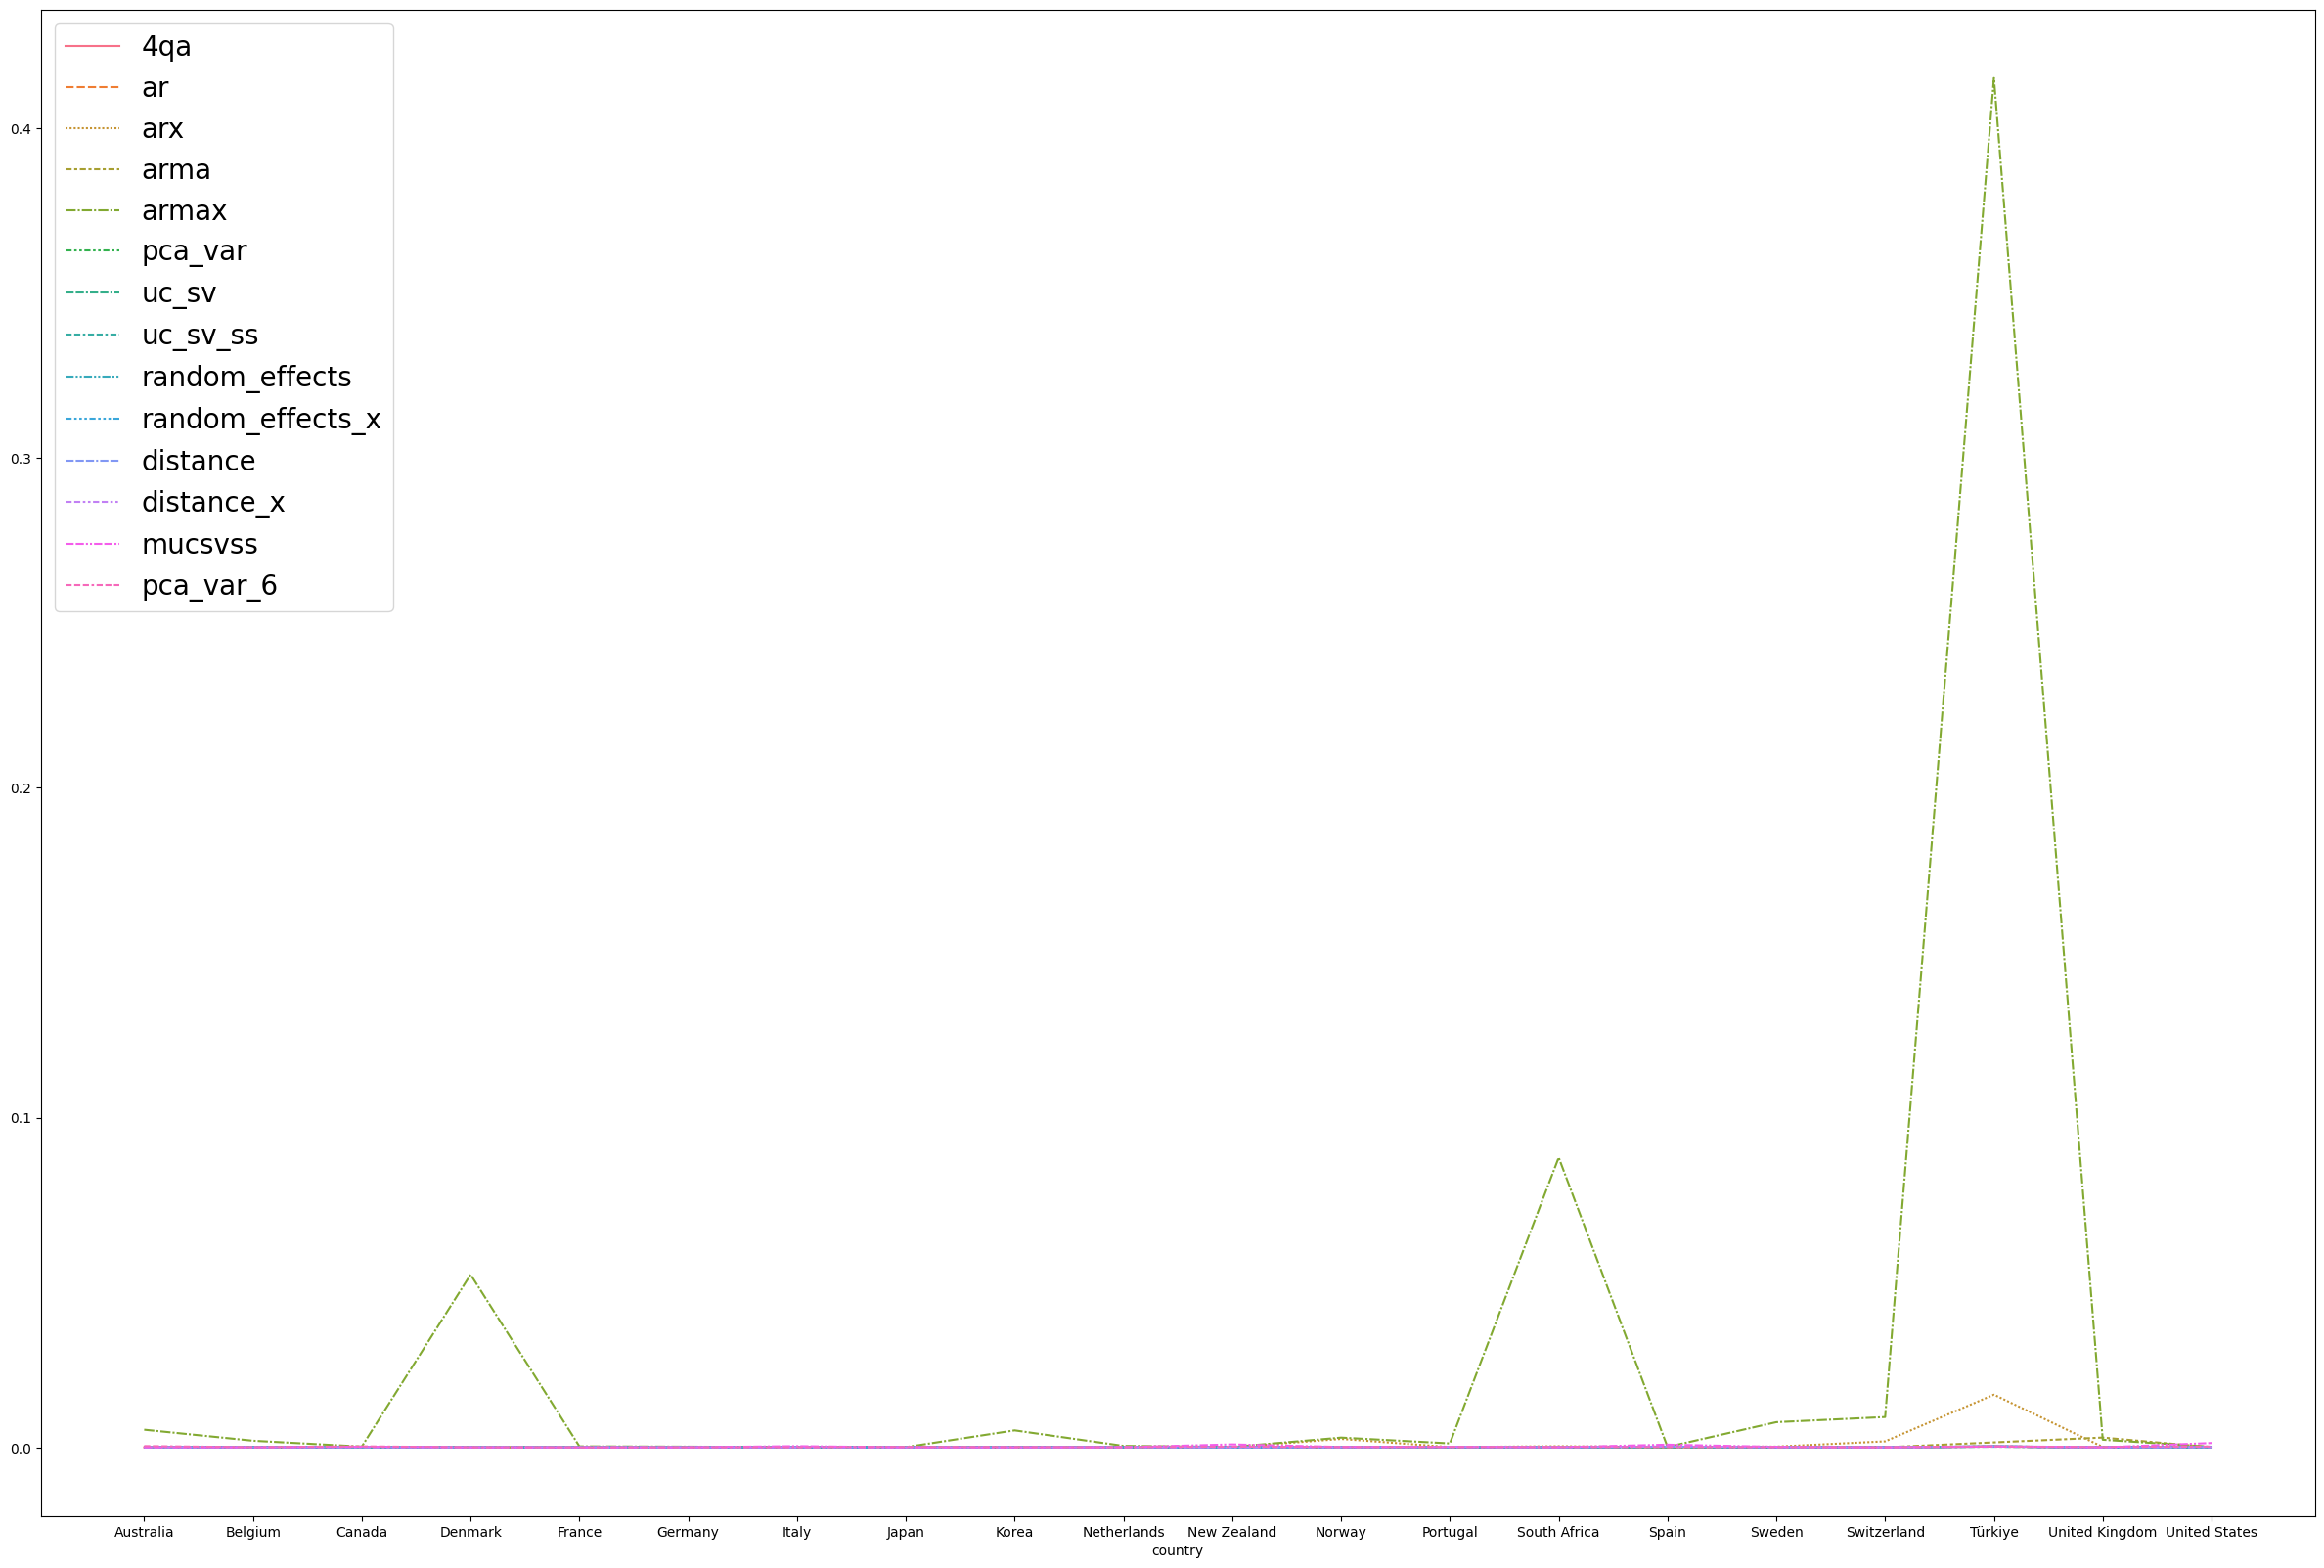 4qa
ar
arx
arma
armax
pca_var
uc_sv
uc_sv_ss
random_effects
random_effects_x
distance
distance_x
mucsvss
pca_var_6
0.4
0.3
0.2
0.1
0.0
Australia Belgium Canada Denmark France Germany Italy Japan Korea Netherlands New Zealand Norway Portugal South Africa Spain Sweden Switzerland Türkiye United Kingdom United States
country